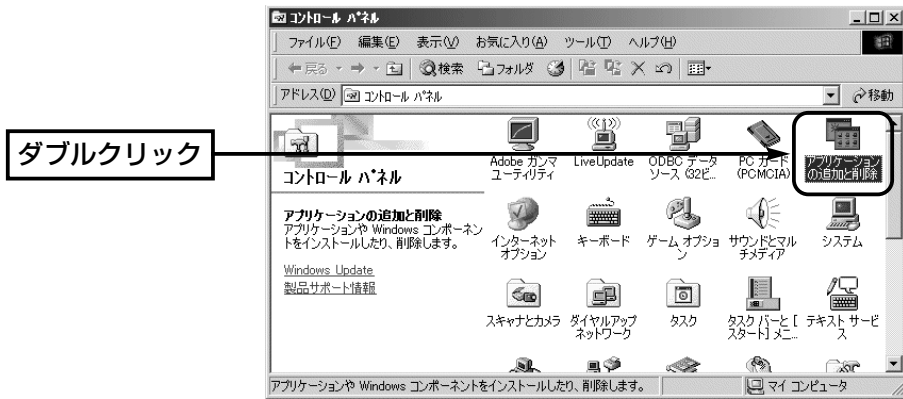 コントロール パネル
ファイル(F) 編集(E) 表示(V) お気に入り(A) ツール(T) ヘルプ(H)
戻る 検索 フォルダ
アドレス(D) コントロール パネル 移動
ダブルクリック
コントロール パネル
アプリケーションの追加と削除
アプリケーションや Windows コンポーネン
トをインストールしたり、削除します。
Windows Update
製品サポート情報
Adobe ガンマ
ユーティリティ
LiveUpdate
ODBC データ
ソース (32ビ...
PC カード
(PCMCIA)
アプリケーション
の追加と削除
インターネット
オプション
キーボード
ゲーム オプショ
ン
サウンドとマル
チメディア
システム
スキャナとカメラ
ダイヤルアップ
ネットワーク
タスク
タスク バーと [
スタート] メニ...
テキスト サービ
ス
アプリケーションや Windows コンポーネントをインストールしたり、削除します。
マイ コンピュータ